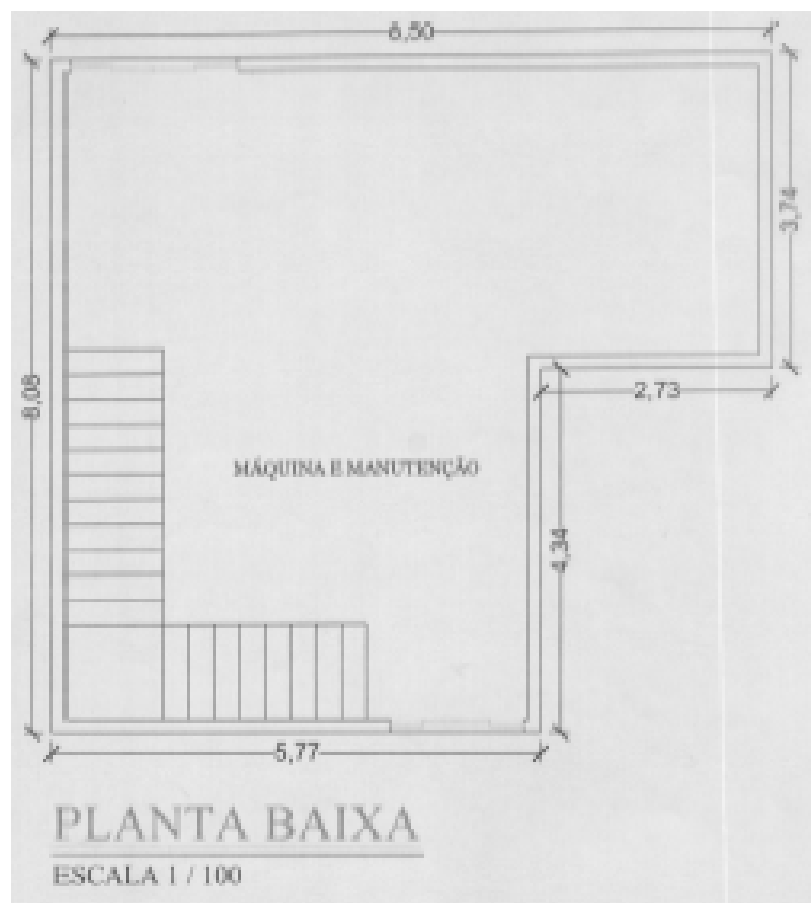 8,50
3,74
8,08
2,73
MÁQUINA E MANUTENÇÃO
4,34
5,77
PLANTA BAIXA
ESCALA 1 / 100